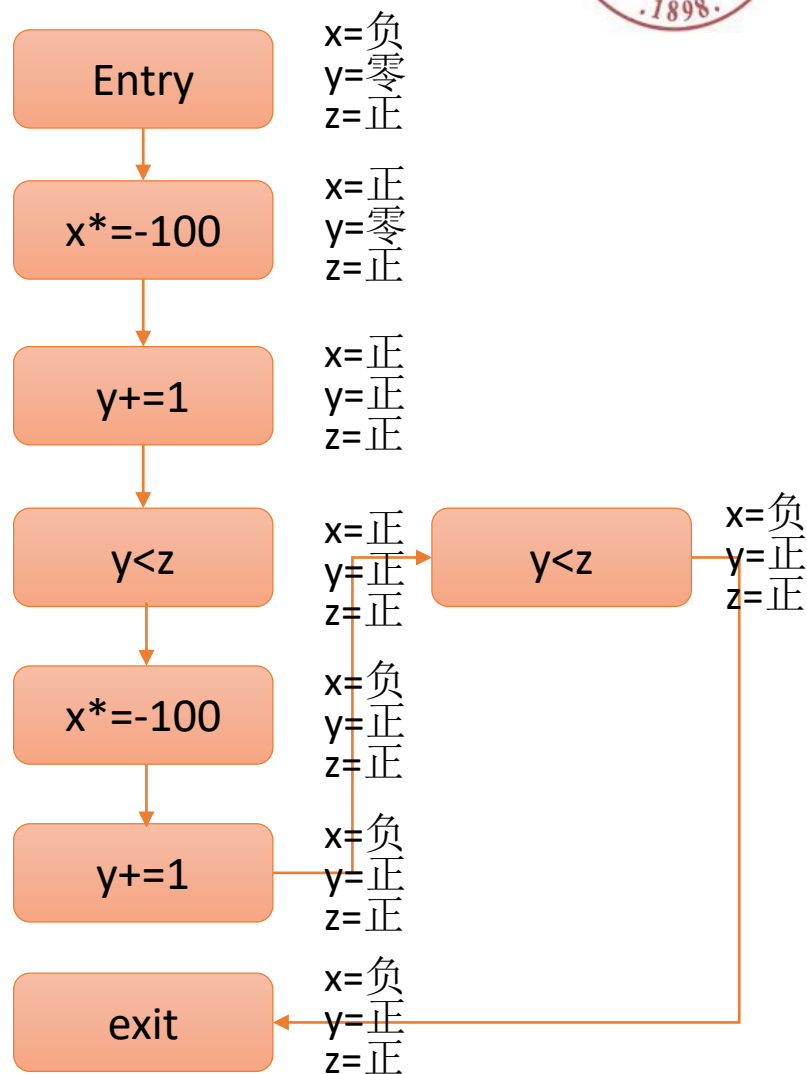 ·1898·
Entry
x=负
y=零
z=正
x*=-100
x=正
y=零
z=正
y+=1
x=正
y=正
z=正
y<z
x=正
y=正
z=正
y<z
x=负
y=正
z=正
x*=-100
x=负
y=正
z=正
y+=1
x=负
y=正
z=正
exit
x=负
y=正
z=正